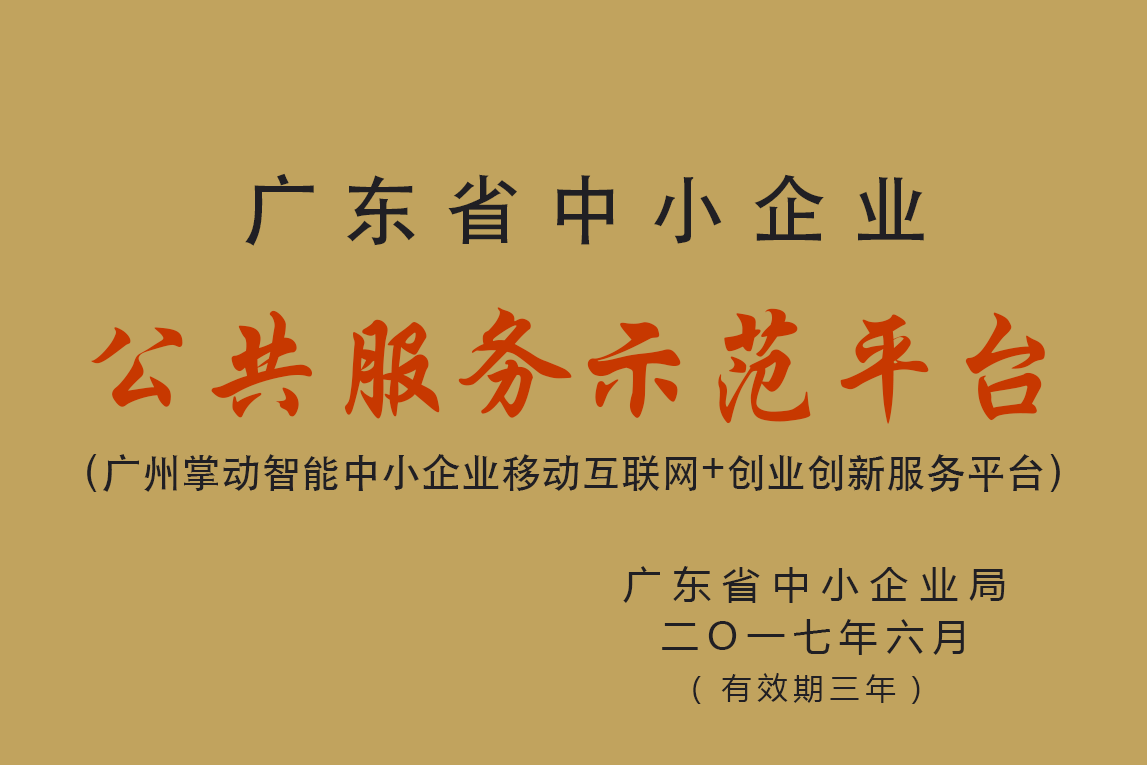 广东省中小企业
公共服务示范平台
(广州掌动智能中小企业移动互联网+创业创新服务平台)
广东省中小企业局
二〇一七年六月
( 有效期三年 )